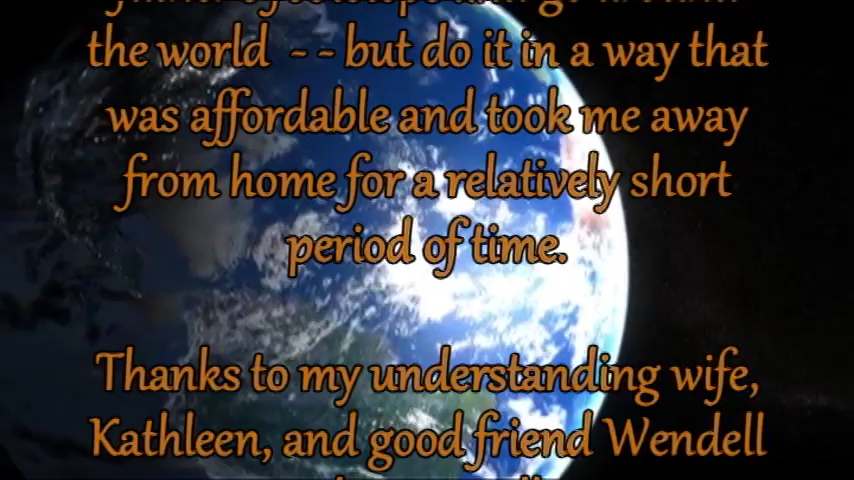 the world - - but do it in a way that
was affordable and took me away
from home for a relatively short
period of time.
Thanks to my understanding wife,
Kathleen, and good friend Wendell